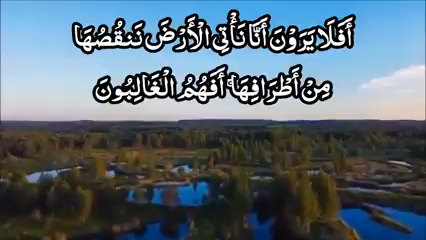 أَفَلَا يَرَوْنَ أَنَّا نَأْتِي الْأَرْضَ نَنقُصُهَا
مِنْ أَطْرَافِهَا ۚ أَفَهُمُ الْغَالِبُونَ